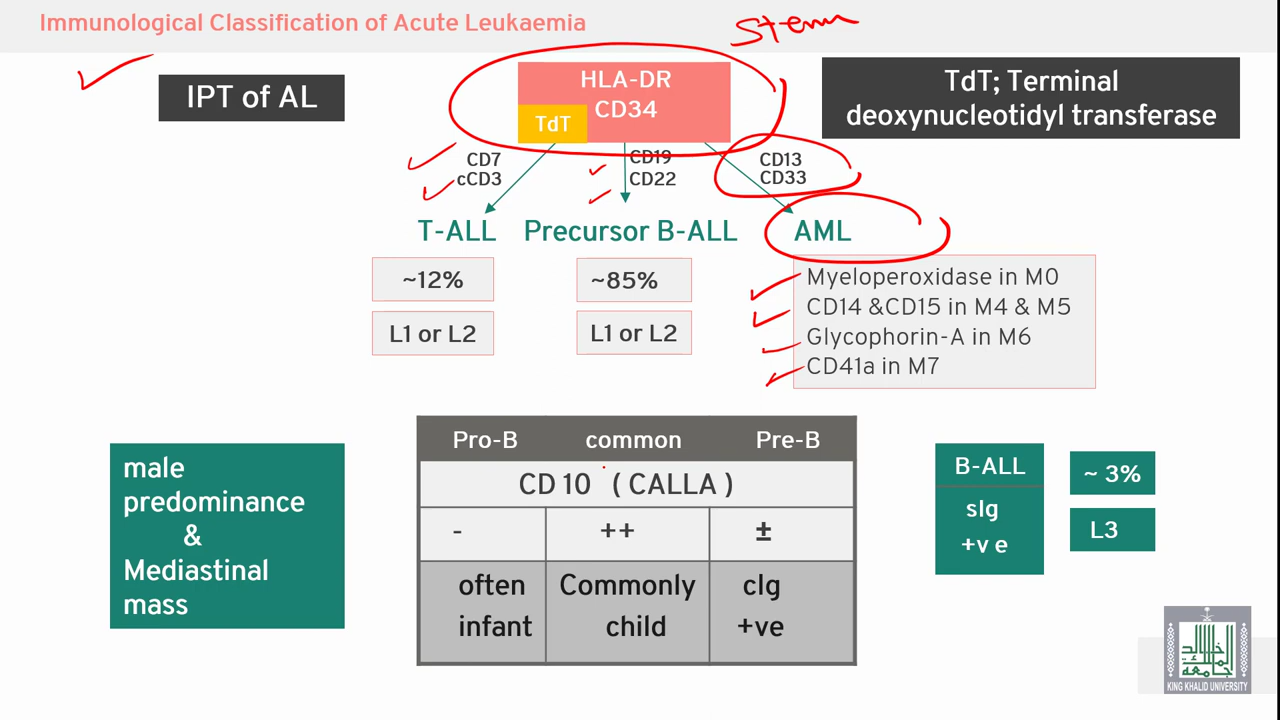 Immunological Classification of Acute Leukaemia
Stem
IPT of AL
HLA-DR
CD34
TdT
TdT; Terminal
deoxynucleotidyl transferase
CD7
cCD3
CD19
CD22
CD13
CD33
T-ALL
Precursor B-ALL
AML
~12%
~85%
L1 or L2
L1 or L2
Myeloperoxidase in M0
CD14 &CD15 in M4 & M5
Glycophorin-A in M6
CD41a in M7
male
predominance
&
Mediastinal
mass
Pro-B common Pre-B
CD 10 ( CALLA )
- ++ ±
often Commonly cIg
infant child +ve
B-ALL
sIg
+v e
~ 3%
L3
جامعة الملك خالد
KING KHALID UNIVERSITY